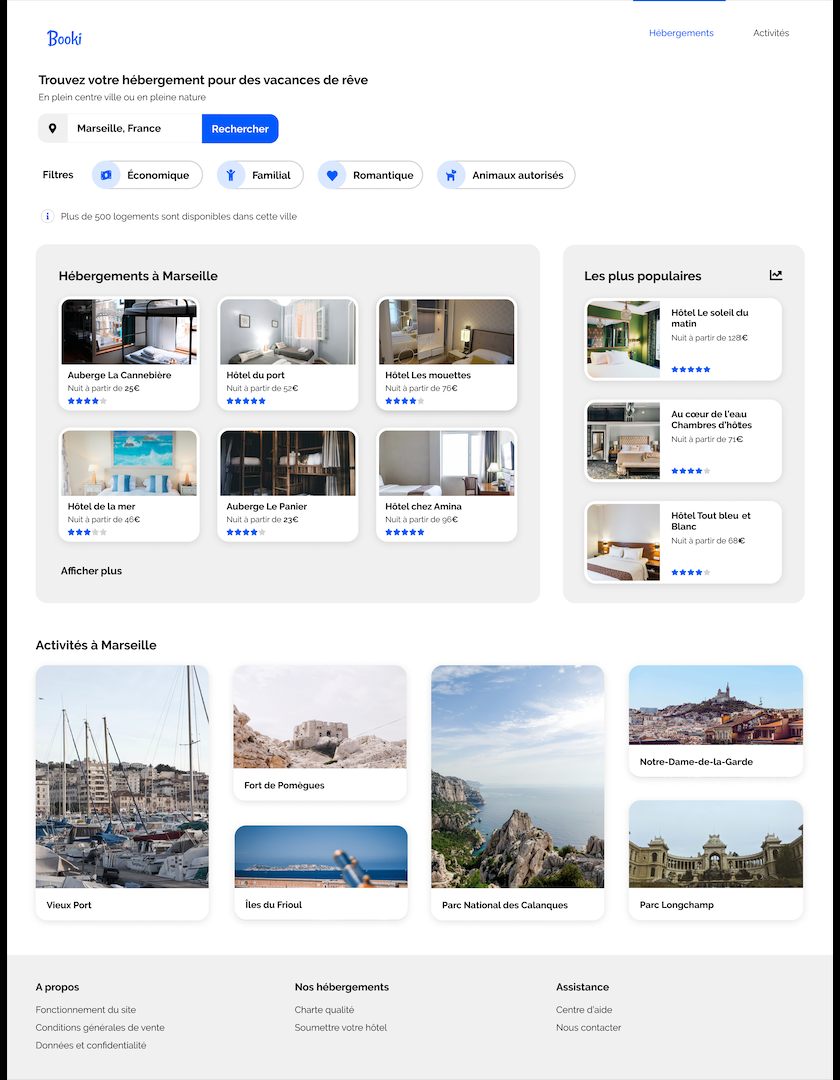 Booki
Hébergements
Activités
Trouvez votre hébergement pour des vacances de rêve
En plein centre ville ou en pleine nature
Marseille, France
Rechercher
Filtres
Économique
Familial
Romantique
Animaux autorisés
Plus de 500 logements sont disponibles dans cette ville
Hébergements à Marseille
Auberge La Cannebière
Nuit à partir de 25€
Hôtel du port
Nuit à partir de 52€
Hôtel Les mouettes
Nuit à partir de 76€
Hôtel de la mer
Nuit à partir de 46€
Auberge Le Panier
Nuit à partir de 23€
Hôtel chez Amina
Nuit à partir de 96€
Afficher plus
Les plus populaires
Hôtel Le soleil du
matin
Nuit à partir de 128€
Au cœur de l'eau
Chambres d'hôtes
Nuit à partir de 71€
Hôtel Tout bleu et
Blanc
Nuit à partir de 68€
Activités à Marseille
Vieux Port
Fort de Pomègues
Îles du Frioul
Parc National des Calanques
Notre-Dame-de-la-Garde
Parc Longchamp
A propos
Fonctionnement du site
Conditions générales de vente
Données et confidentialité
Nos hébergements
Charte qualité
Soumettre votre hôtel
Assistance
Centre d'aide
Nous contacter